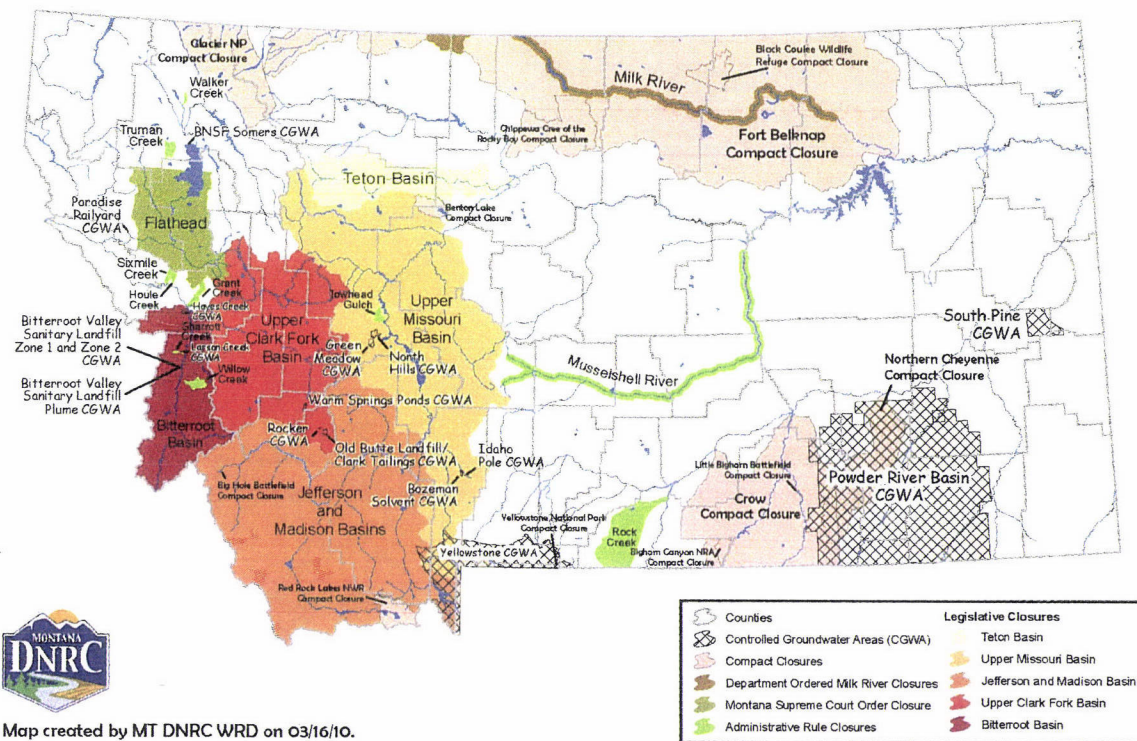 Glacier NP
Compact Closure
Walker
Creek
Truman
Creek
BNSF Somers CGWA
Paradise
Railyard
CGWA
Flathead
Sixmile
Creek
Houle
Creek
Grant
Creek
Hayes Creek
CGWA
Sharrott
Creek
Larson Creek
CGWA
Bitterroot Valley
Sanitary Landfill
Zone 1 and Zone 2
CGWA
Bitterroot Valley
Sanitary Landfill
Plume CGWA
Willow
Creek
Bitterroot
Basin
Upper
Clark Fork
Basin
Teton Basin
Benton Lake
Compact Closure
Towhead
Gulch
Upper
Missouri
Basin
Green
Meadow
CGWA
North
Hills CGWA
Warm Springs Ponds CGWA
Rocken
CGWA
Old Butte Landfill/
Clark Tailings CGWA
Idaho
Pole CGWA
Bozeman
Solvent CGWA
Big Hole Battlefield
Compact Closure
Jefferson
and
Madison Basins
Red Rock Lakes NWR
Compact Closure
Yellowstone CGWA
Yellowstone National Park
Compact Closure
Rock
Creek
Bighorn Canyon NRA
Compact Closure
Crow
Compact Closure
Little Bighorn Battlefield
Compact Closure
Powder River Basin
CGWA
Northern Cheyenne
Compact Closure
South Pine
CGWA
Musselshell River
Milk River
Black Coulee Wildlife
Refuge Compact Closure
Chippewa Cree of the
Rocky Boy Compact Closure
Fort Belknap
Compact Closure
MONTANA
DNRC
Map created by MT DNRC WRD on 03/16/10.
Counties
Controlled Groundwater Areas (CGWA)
Compact Closures
Department Ordered Milk River Closures
Montana Supreme Court Order Closure
Administrative Rule Closures
Legislative Closures
Teton Basin
Upper Missouri Basin
Jefferson and Madison Basin
Upper Clark Fork Basin
Bitterroot Basin